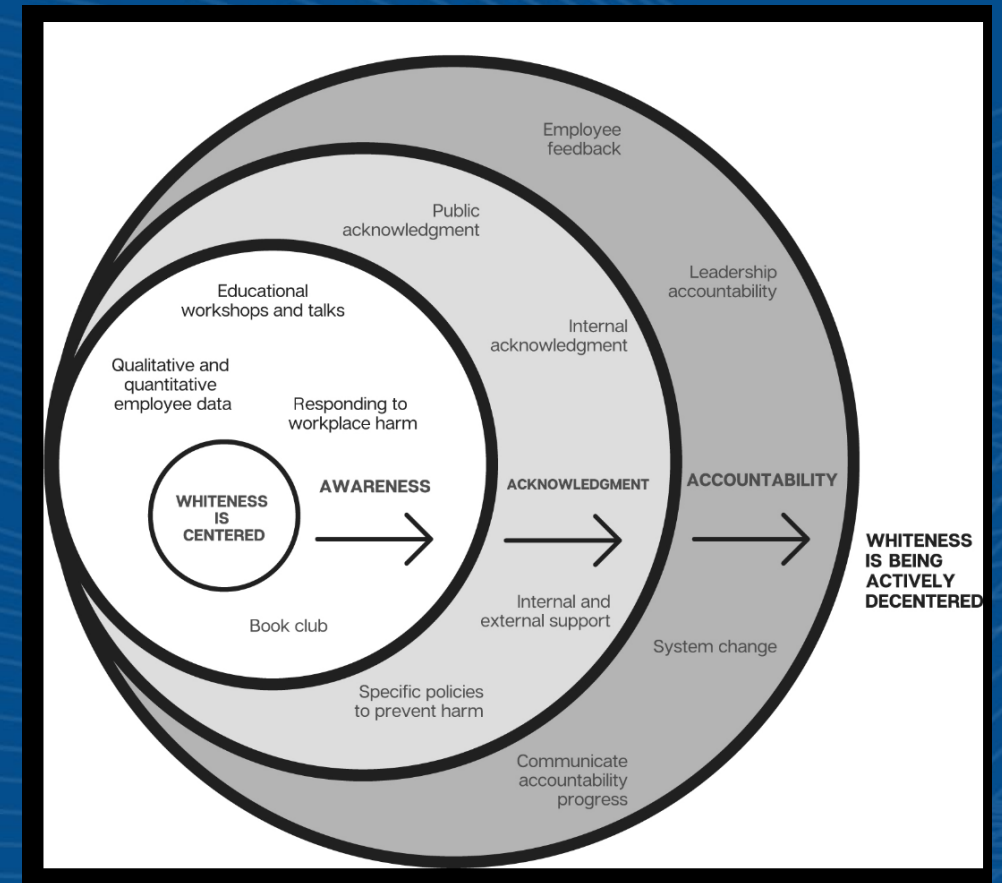 Employee
feedback
Public
acknowledgment
Leadership
accountability
Educational
workshops and talks
Internal
acknowledgment
Qualitative and
quantitative
employee data
Responding to
workplace harm
WHITENESS
IS
CENTERED
AWARENESS
ACKNOWLEDGMENT
ACCOUNTABILITY
WHITENESS
IS BEING
ACTIVELY
DECENTERED
Internal and
external support
Book club
System change
Specific policies
to prevent harm
Communicate
accountability
progress